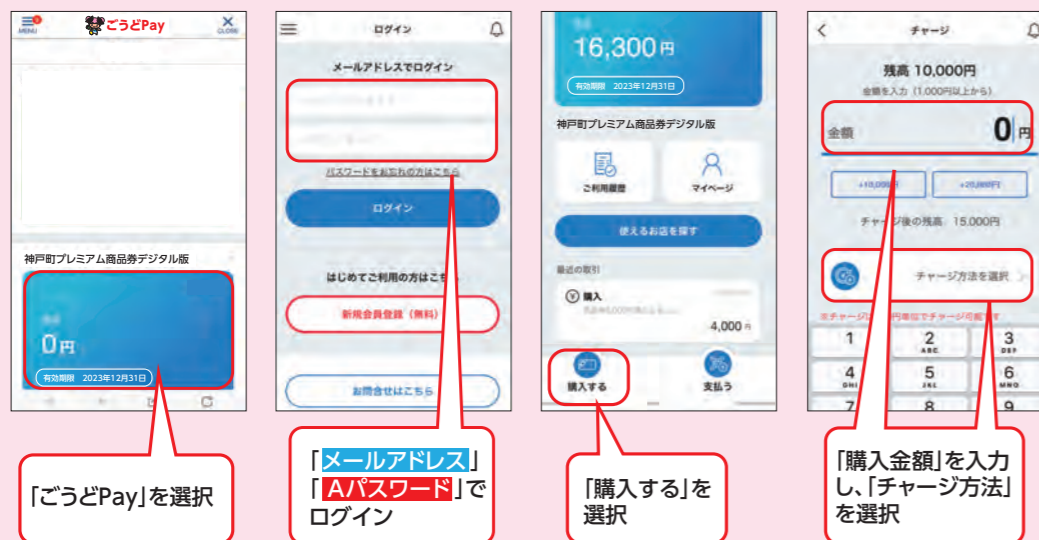 MENU
ごうどPay
CLOSE
神戸町プレミアム商品券デジタル版
0円
有効期限 2023年12月31日
「ごうどPay」を選択
ログイン
メールアドレスでログイン
パスワードをお忘れの方はこちら
ログイン
はじめてご利用の方はこちら
新規会員登録（無料）
お問合せはこちら
「メールアドレス」
「Aパスワード」で
ログイン
16,300円
有効期限 2023年12月31日
神戸町プレミアム商品券デジタル版
ご利用履歴
マイページ
使えるお店を探す
最近の取引
購入
4,000円
購入する
支払う
「購入する」を
選択
チャージ
残高 10,000円
金額を入力（1,000円以上から）
金額
0円
+10,000円
+20,000円
チャージ後の残高 15,000円
チャージ方法を選択
1
2
ABC
3
DEF
4
GHI
5
JKL
6
MNO
7
8
9
「購入金額」を入力
し、「チャージ方法」
を選択